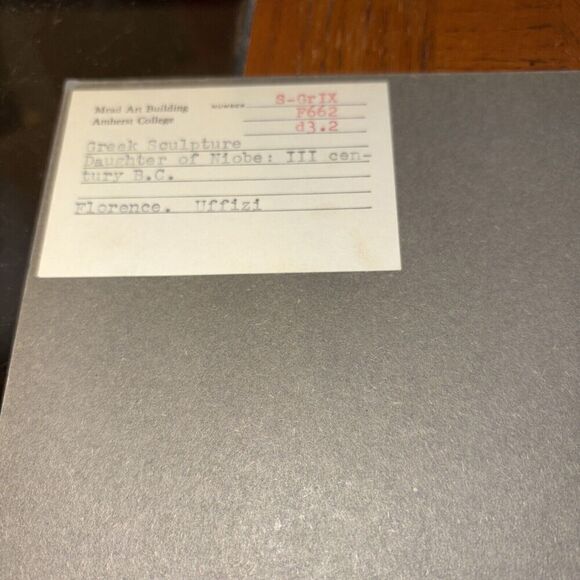 Mead Art Building
Amherst College
NUMBER S-GrIX
F662
d3.2
Greek Sculpture
Daughter of Niobe: III cen-
tury B.C.
Florence. Uffizi